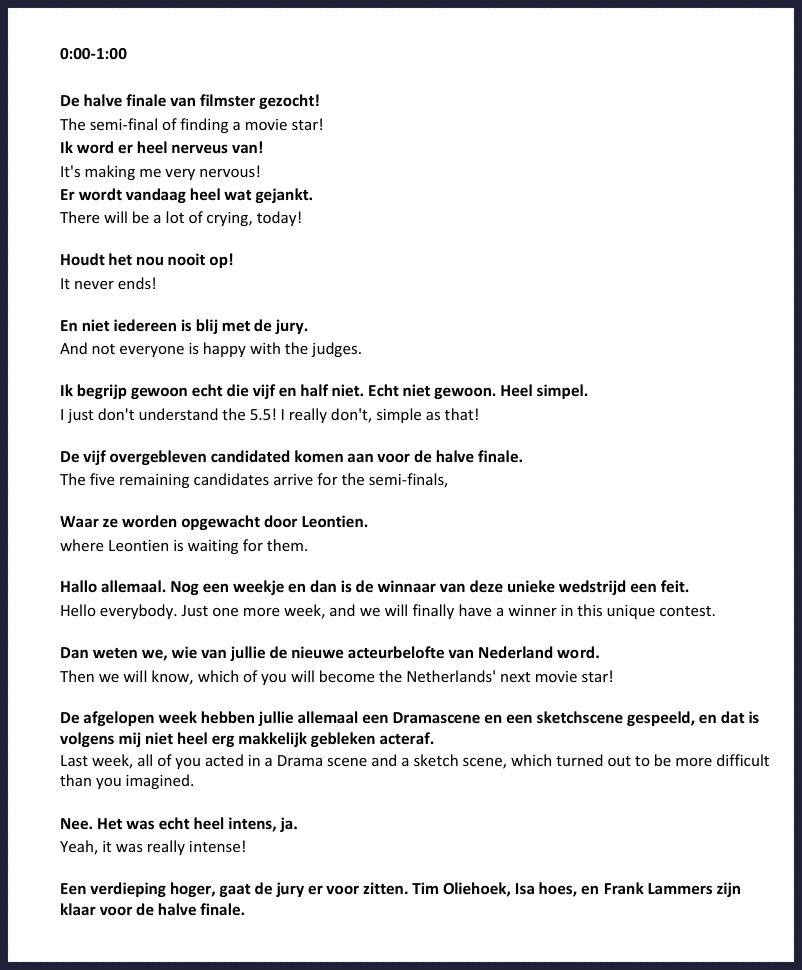 0:00-1:00
De halve finale van filmster gezocht!
The semi-final of finding a movie star!
Ik word er heel nerveus van!
It's making me very nervous!
Er wordt vandaag heel wat gejankt.
There will be a lot of crying, today!
Houdt het nou nooit op!
It never ends!
En niet iedereen is blij met de jury.
And not everyone is happy with the judges.
Ik begrijp gewoon echt die vijf en half niet. Echt niet gewoon. Heel simpel.
I just don't understand the 5.5! I really don't, simple as that!
De vijf overgebleven candidated komen aan voor de halve finale.
The five remaining candidates arrive for the semi-finals,
Waar ze worden opgewacht door Leontien.
where Leontien is waiting for them.
Hallo allemaal. Nog een weekje en dan is de winnaar van deze unieke wedstrijd een feit.
Hello everybody. Just one more week, and we will finally have a winner in this unique contest.
Dan weten we, wie van jullie de nieuwe acteurbelofte van Nederland word.
Then we will know, which of you will become the Netherlands' next movie star!
De afgelopen week hebben jullie allemaal een Dramascene en een sketchscene gespeeld, en dat is
volgens mij niet heel erg makkelijk gebleken acteraf.
Last week, all of you acted in a Drama scene and a sketch scene, which turned out to be more difficult
than you imagined.
Nee. Het was echt heel intens, ja.
Yeah, it was really intense!
Een verdieping hoger, gaat de jury er voor zitten. Tim Oliehoek, Isa hoes, en Frank Lammers zijn
klaar voor de halve finale.